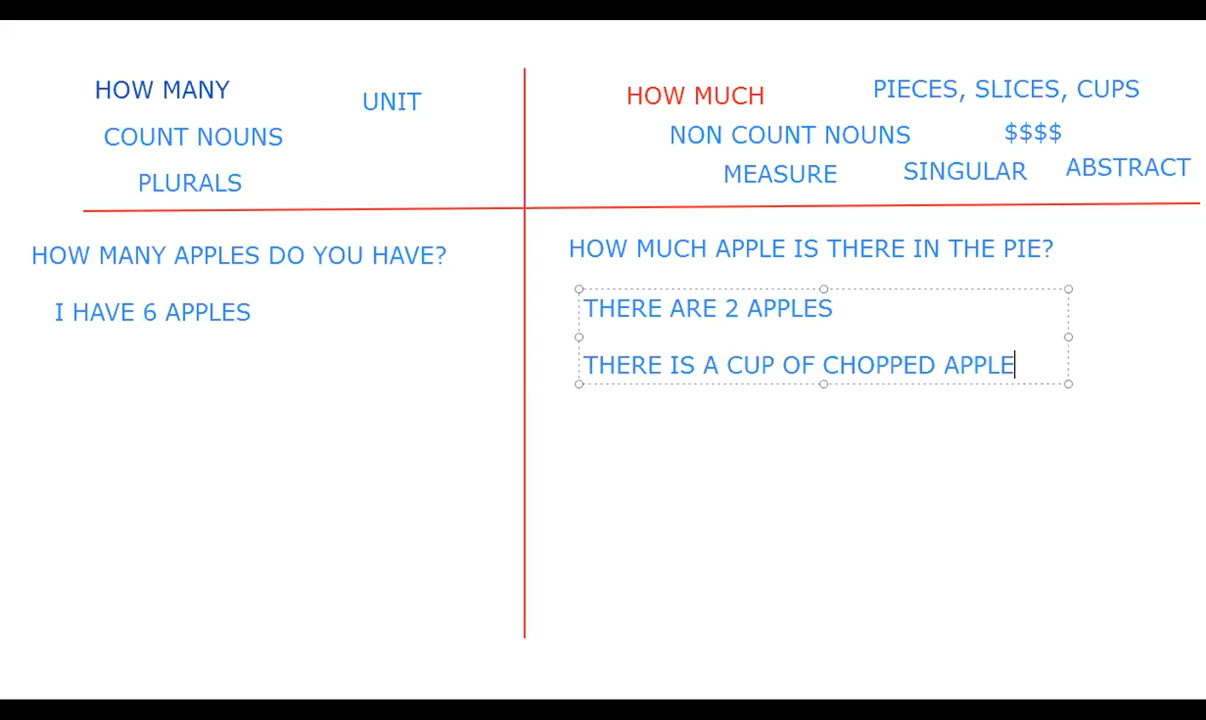 HOW MANY
UNIT
COUNT NOUNS
PLURALS
HOW MUCH
PIECES, SLICES, CUPS
NON COUNT NOUNS
$$$$
MEASURE
SINGULAR
ABSTRACT
HOW MANY APPLES DO YOU HAVE?
I HAVE 6 APPLES
HOW MUCH APPLE IS THERE IN THE PIE?
THERE ARE 2 APPLES
THERE IS A CUP OF CHOPPED APPLE